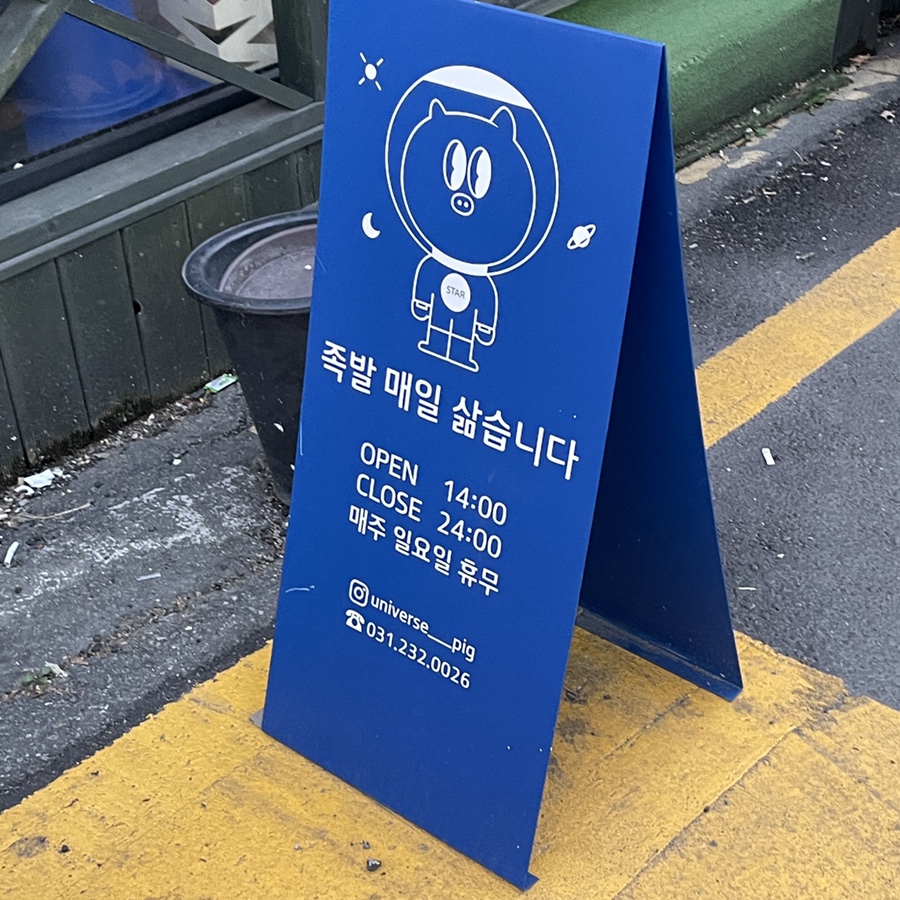 STAR
족발 매일 삶습니다
OPEN 14:00
CLOSE 24:00
매주 일요일 휴무
universe__pig
031.232.0026